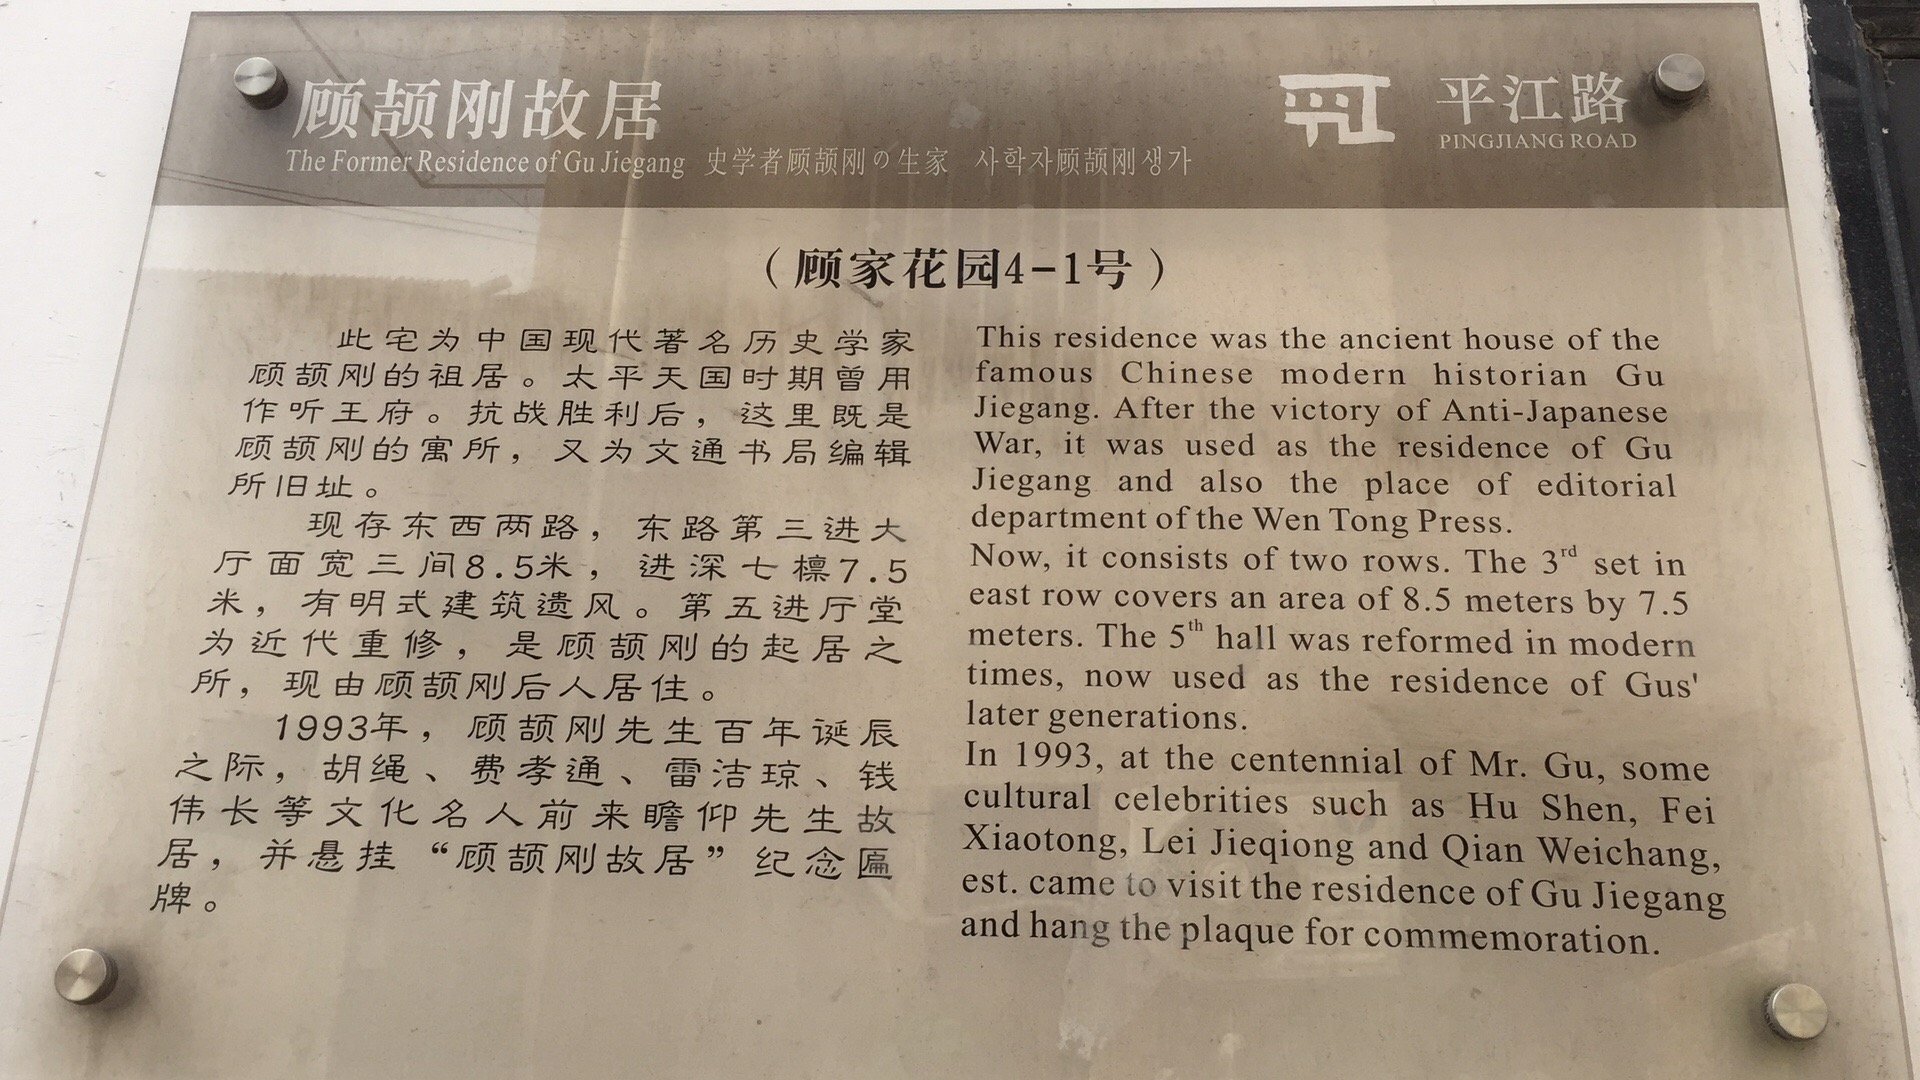 顾颉刚故居
The Former Residence of Gu Jiegang 史学者顾颉刚の生家 사학자顾颉刚생가
平江路
PINGJIANG ROAD
（顾家花园4-1号）
此宅为中国现代著名历史学家
顾颉刚的祖居。太平天国时期曾用
作听王府。抗战胜利后，这里既是
顾颉刚的寓所，又为文通书局编辑
所旧址。
现存东西两路，东路第三进大
厅面宽三间8.5米，进深七檩7.5
米，有明式建筑遗风。第五进厅堂
为近代重修，是顾颉刚的起居之
所，现由顾颉刚后人居住。
1993年，顾颉刚先生百年诞辰
之际，胡绳、费孝通、雷洁琼、钱
伟长等文化名人前来瞻仰先生故
居，并悬挂“顾颉刚故居”纪念匾
牌。
This residence was the ancient house of the
famous Chinese modern historian Gu
Jiegang. After the victory of Anti-Japanese
War, it was used as the residence of Gu
Jiegang and also the place of editorial
department of the Wen Tong Press.
Now, it consists of two rows. The 3rd set in
east row covers an area of 8.5 meters by 7.5
meters. The 5th hall was reformed in modern
times, now used as the residence of Gus'
later generations.
In 1993, at the centennial of Mr. Gu, some
cultural celebrities such as Hu Shen, Fei
Xiaotong, Lei Jieqiong and Qian Weichang,
est. came to visit the residence of Gu Jiegang
and hang the plaque for commemoration.